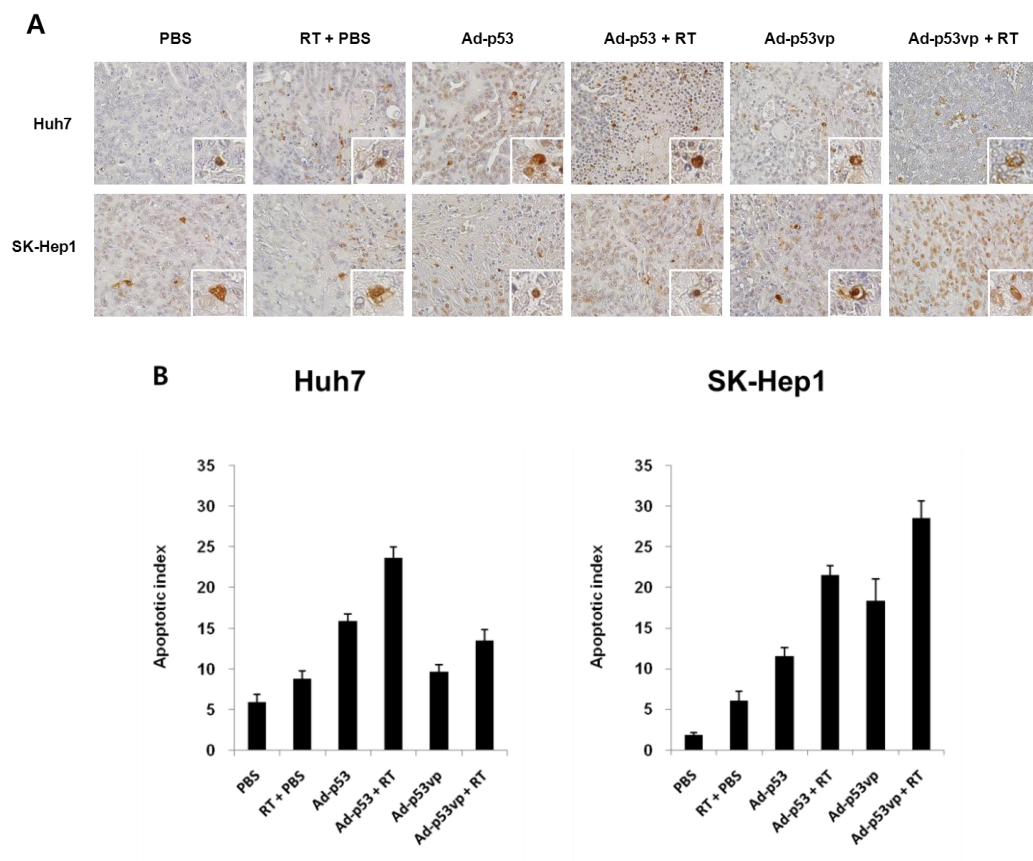 A
PBS RT + PBS Ad-p53 Ad-p53 + RT Ad-p53vp Ad-p53vp + RT
Huh7
SK-Hep1
B
Huh7 SK-Hep1
35
30
25
20
15
10
5
0
Apoptotic index
PBS
RT + PBS
Ad-p53
Ad-p53 + RT
Ad-p53vp
Ad-p53vp + RT
35
30
25
20
15
10
5
0
Apoptotic index
PBS
RT + PBS
Ad-p53
Ad-p53 + RT
Ad-p53vp
Ad-p53vp + RT